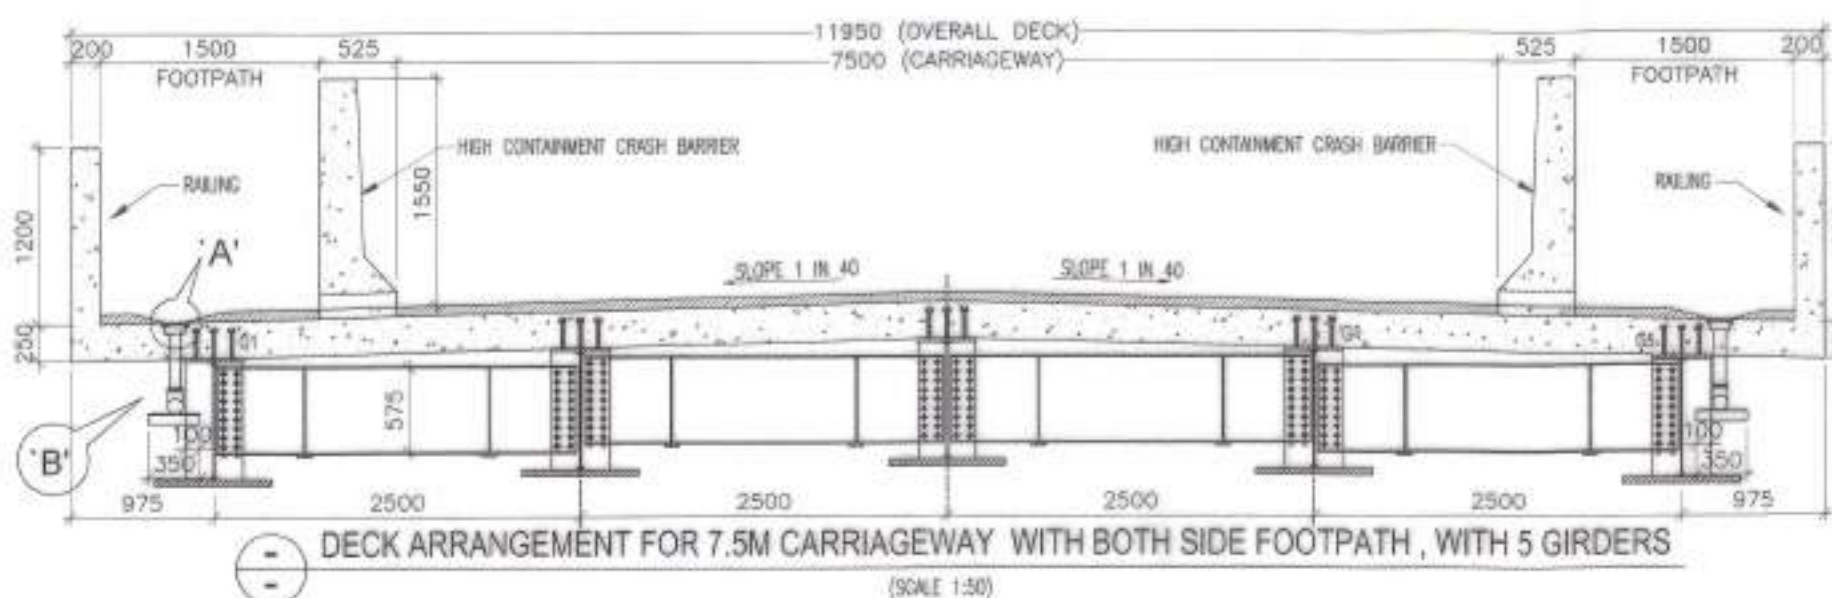 11950 (OVERALL DECK)
200 1500 525 7500 (CARRIAGEWAY) 525 1500 200
FOOTPATH FOOTPATH
HIGH CONTAINMENT CRASH BARRIER HIGH CONTAINMENT CRASH BARRIER
RAILING 1550 RAILING
1200
'A'
SLOPE 1 IN 40 SLOPE 1 IN 40
250 G1
575
'B' 100 100
350 350
975 2500 2500 2500 2500 975
- DECK ARRANGEMENT FOR 7.5M CARRIAGEWAY WITH BOTH SIDE FOOTPATH , WITH 5 GIRDERS
- (SCALE 1:50)